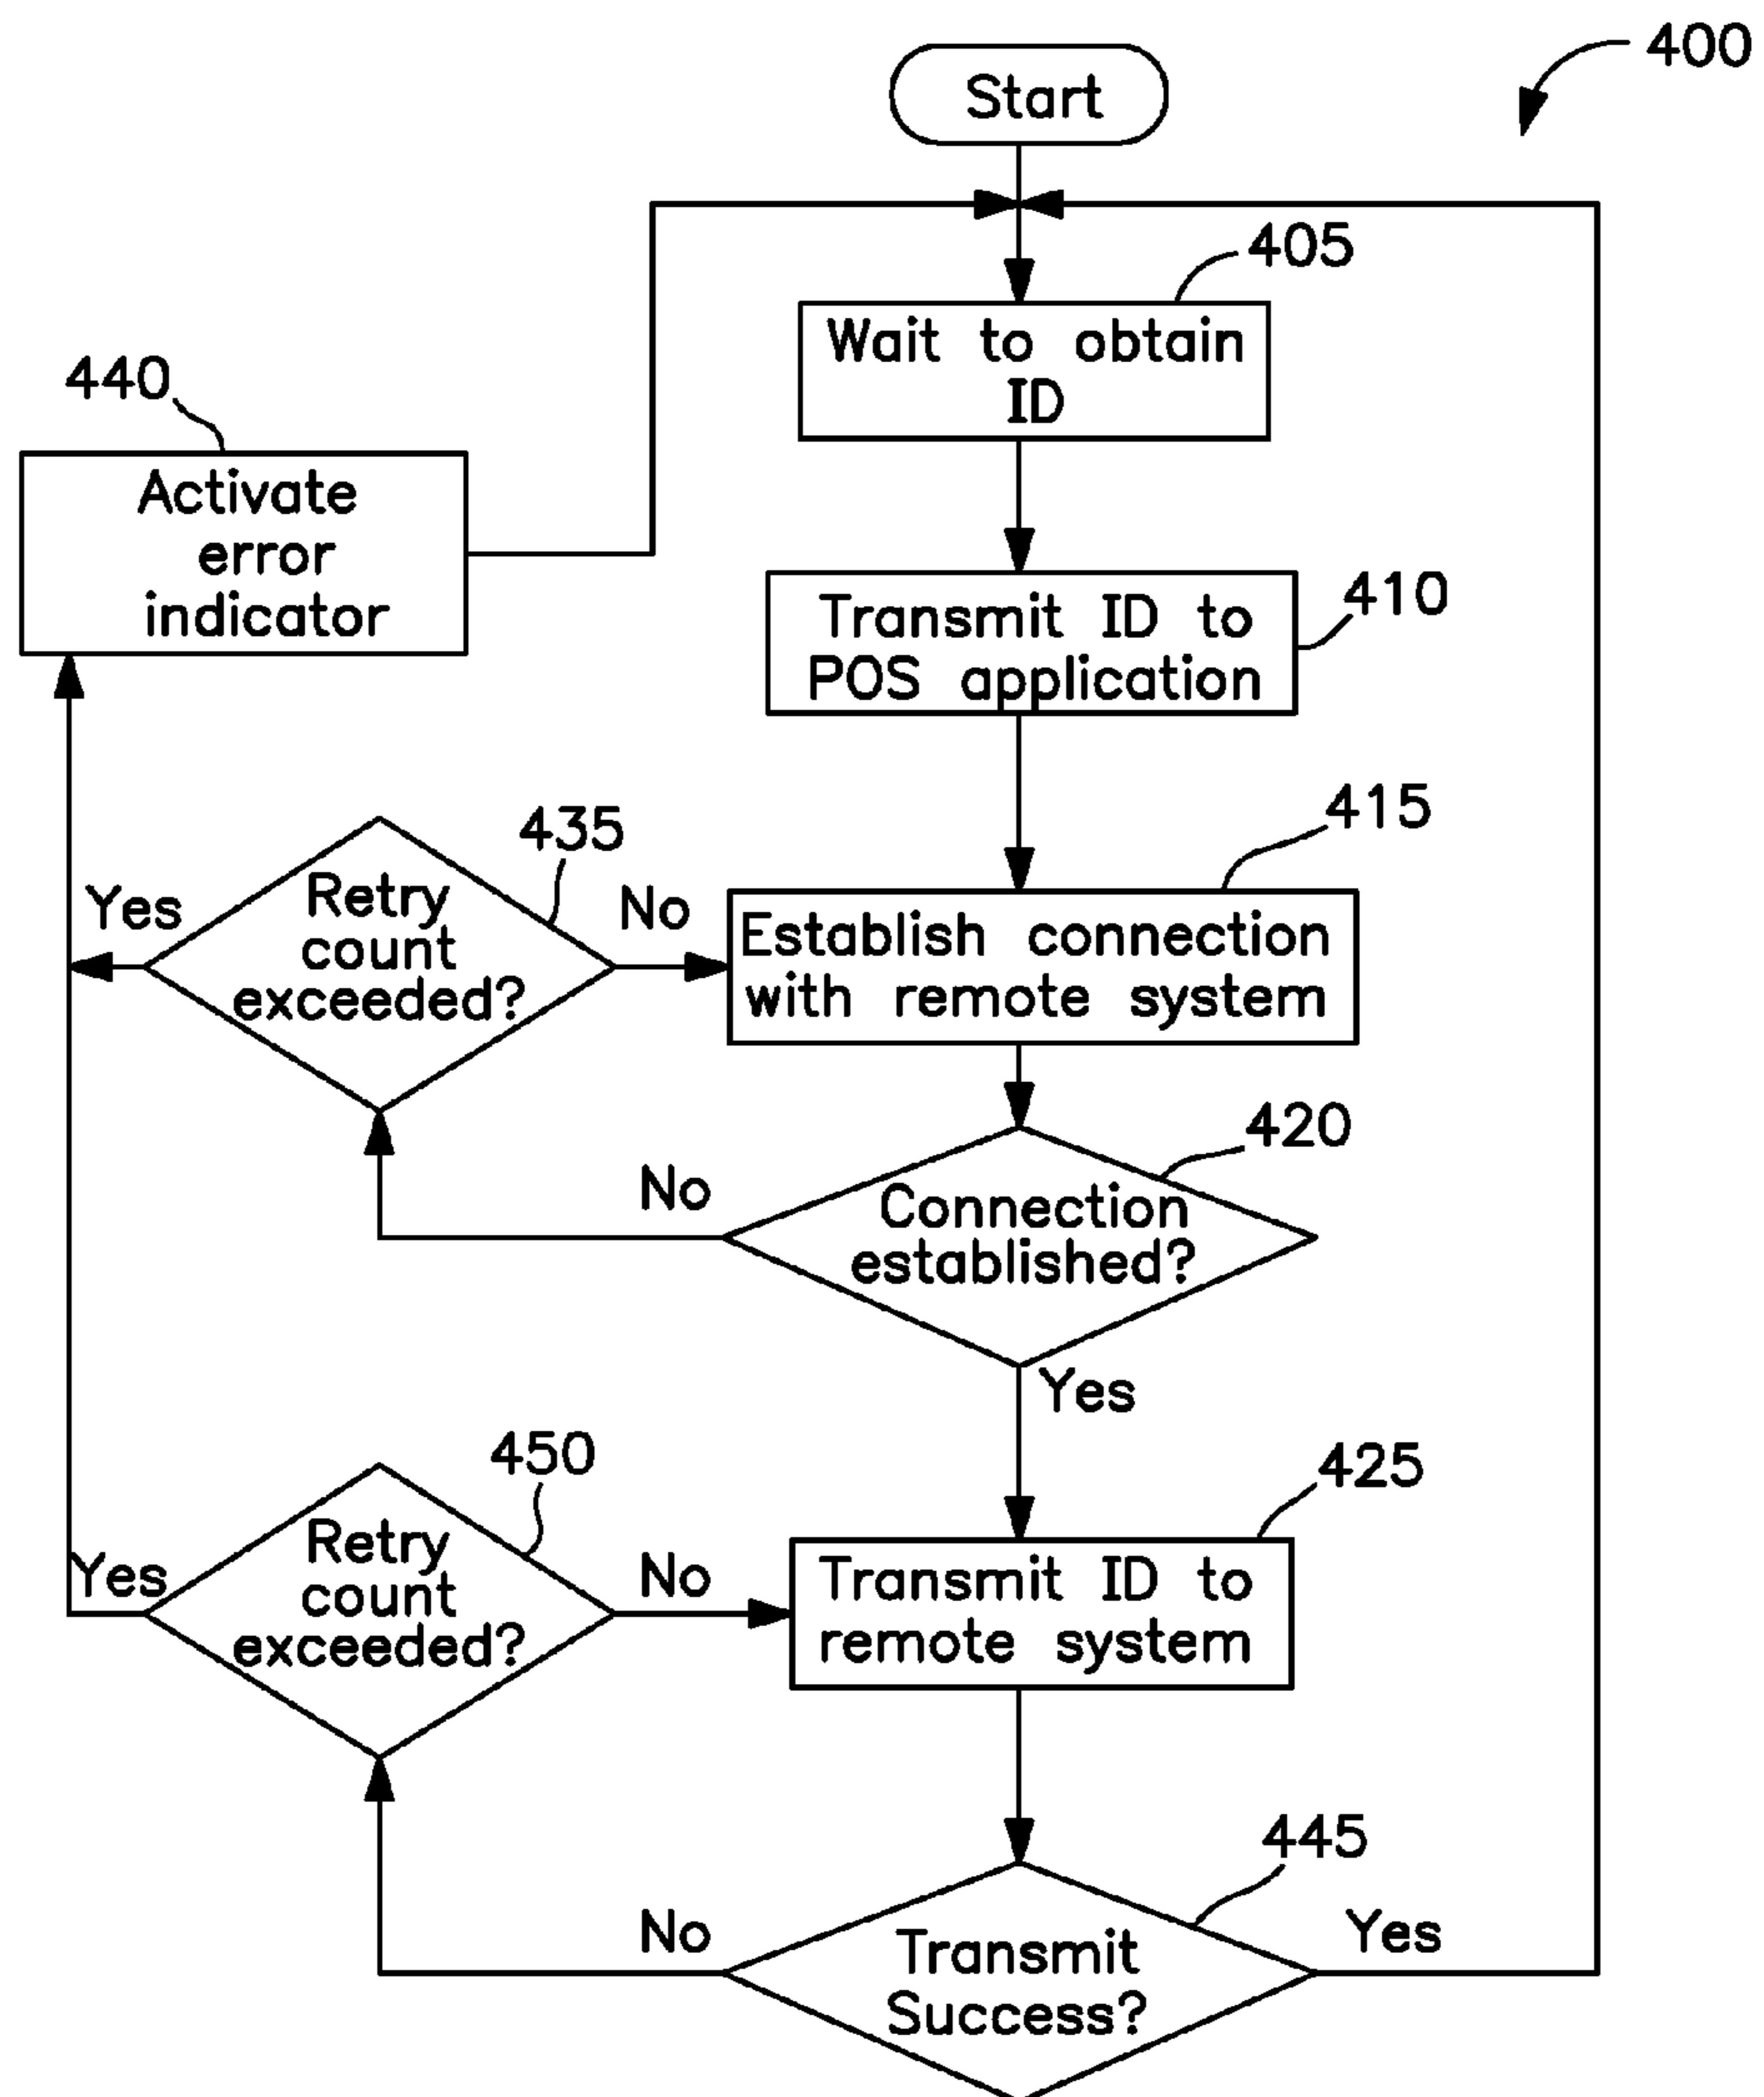 400
Start
405
Wait to obtain
ID
440
Activate
error
indicator
410
Transmit ID to
POS application
415
435
Yes
Retry
count
exceeded?
No
Establish connection
with remote system
420
No
Connection
established?
Yes
450
425
Yes
Retry
count
exceeded?
No
Transmit ID to
remote system
445
No
Transmit
Success?
Yes